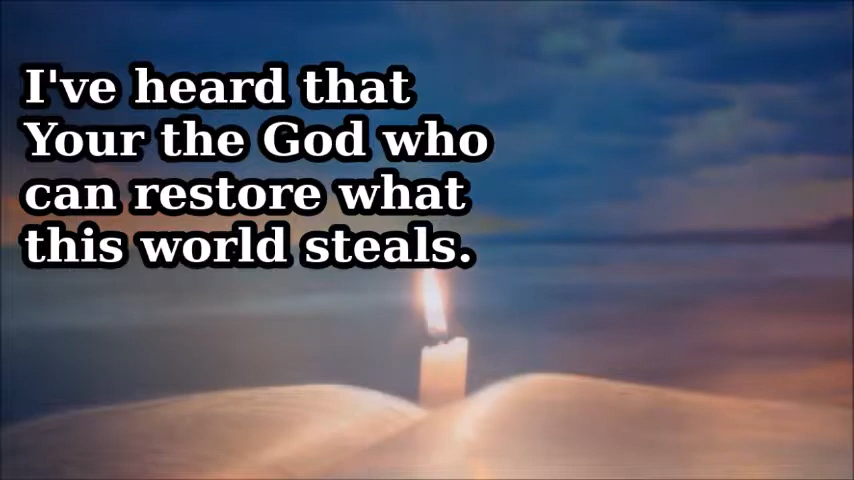 I've heard that
Your the God who
can restore what
this world steals.